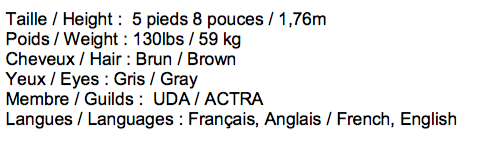 Taille / Height :  5 pieds 8 pouces / 1,76m
Poids / Weight : 130lbs / 59 kg
Cheveux / Hair : Brun / Brown
Yeux / Eyes : Gris / Gray
Membre / Guilds :  UDA / ACTRA
Langues / Languages : Français, Anglais / French, English